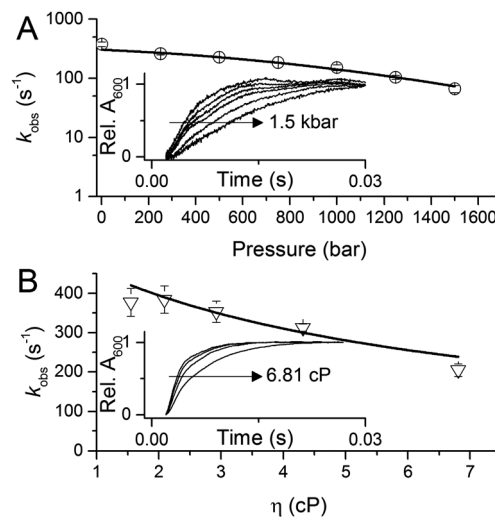 A
1000
100
10
1
k_obs (s⁻¹)
Rel. A₆₀₀
1
0
1.5 kbar
0.00
0.03
Time (s)
0 200 400 600 800 1000 1200 1400 1600
Pressure (bar)
B
400
300
200
100
0
k_obs (s⁻¹)
Rel. A₆₀₀
1
0
6.81 cP
0.00
0.03
Time (s)
1 2 3 4 5 6 7
η (cP)